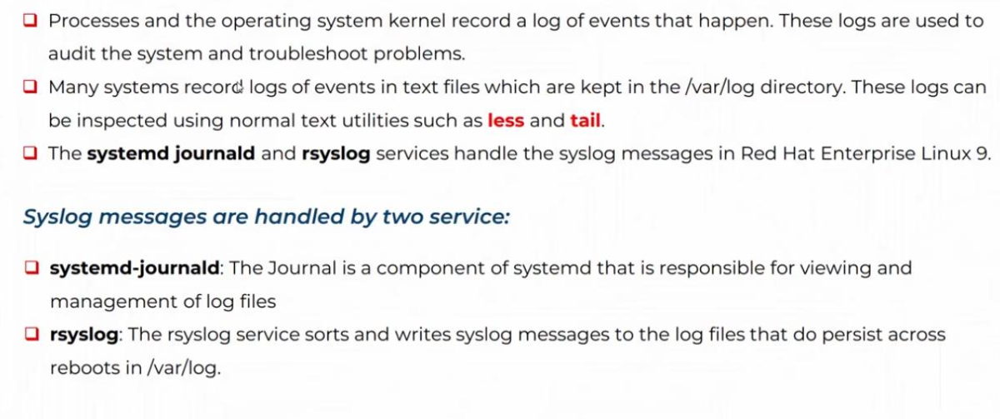 Processes and the operating system kernel record a log of events that happen. These logs are used to
audit the system and troubleshoot problems.
Many systems record logs of events in text files which are kept in the /var/log directory. These logs can
be inspected using normal text utilities such as less and tail.
The systemd journald and rsyslog services handle the syslog messages in Red Hat Enterprise Linux 9.
Syslog messages are handled by two service:
systemd-journald: The Journal is a component of systemd that is responsible for viewing and
management of log files
rsyslog: The rsyslog service sorts and writes syslog messages to the log files that do persist across
reboots in /var/log.